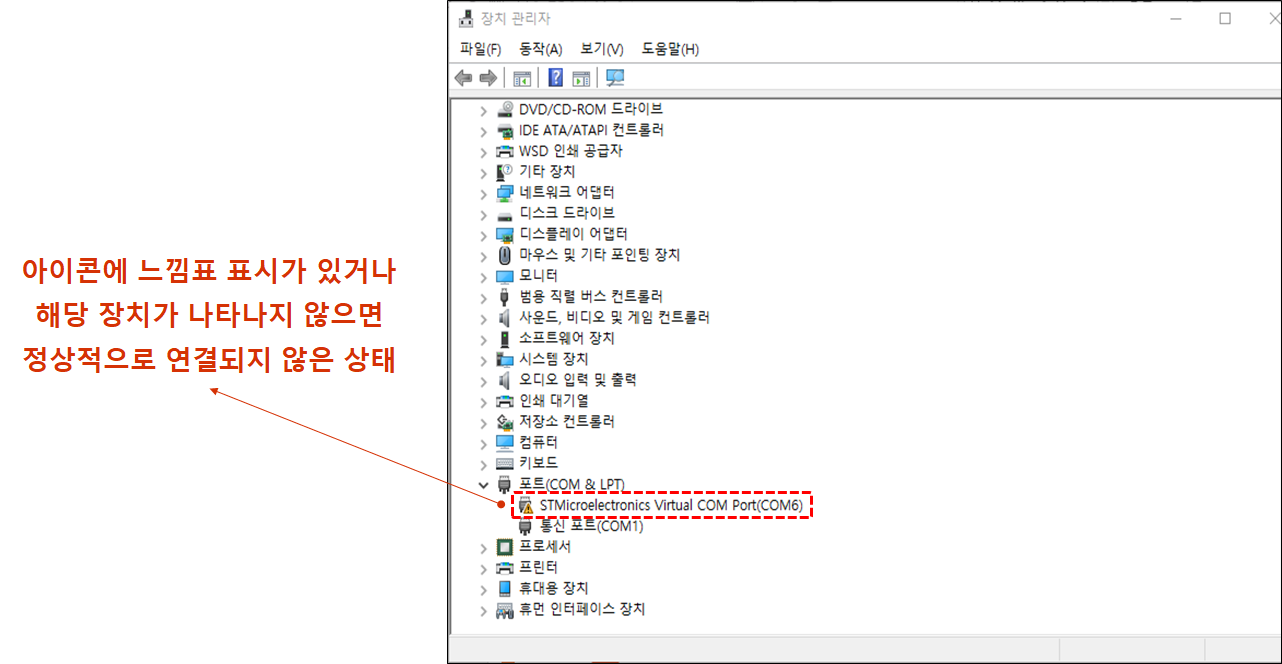 장치 관리자
파일(F) 동작(A) 보기(V) 도움말(H)
DVD/CD-ROM 드라이브
IDE ATA/ATAPI 컨트롤러
WSD 인쇄 공급자
기타 장치
네트워크 어댑터
디스크 드라이브
디스플레이 어댑터
마우스 및 기타 포인팅 장치
모니터
범용 직렬 버스 컨트롤러
사운드, 비디오 및 게임 컨트롤러
소프트웨어 장치
시스템 장치
오디오 입력 및 출력
인쇄 대기열
저장소 컨트롤러
컴퓨터
키보드
포트(COM & LPT)
STMicroelectronics Virtual COM Port(COM6)
통신 포트(COM1)
프로세서
프린터
휴대용 장치
휴먼 인터페이스 장치
아이콘에 느낌표 표시가 있거나
해당 장치가 나타나지 않으면
정상적으로 연결되지 않은 상태